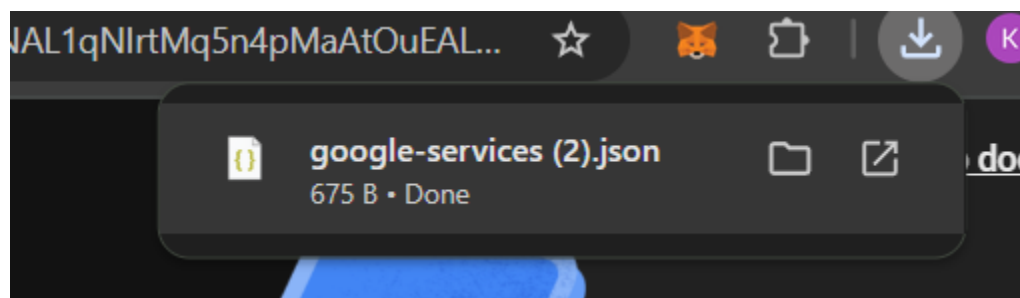 NAL1qNIrtMq5n4pMaAtOuEAL...
K
google-services (2).json
675 B • Done